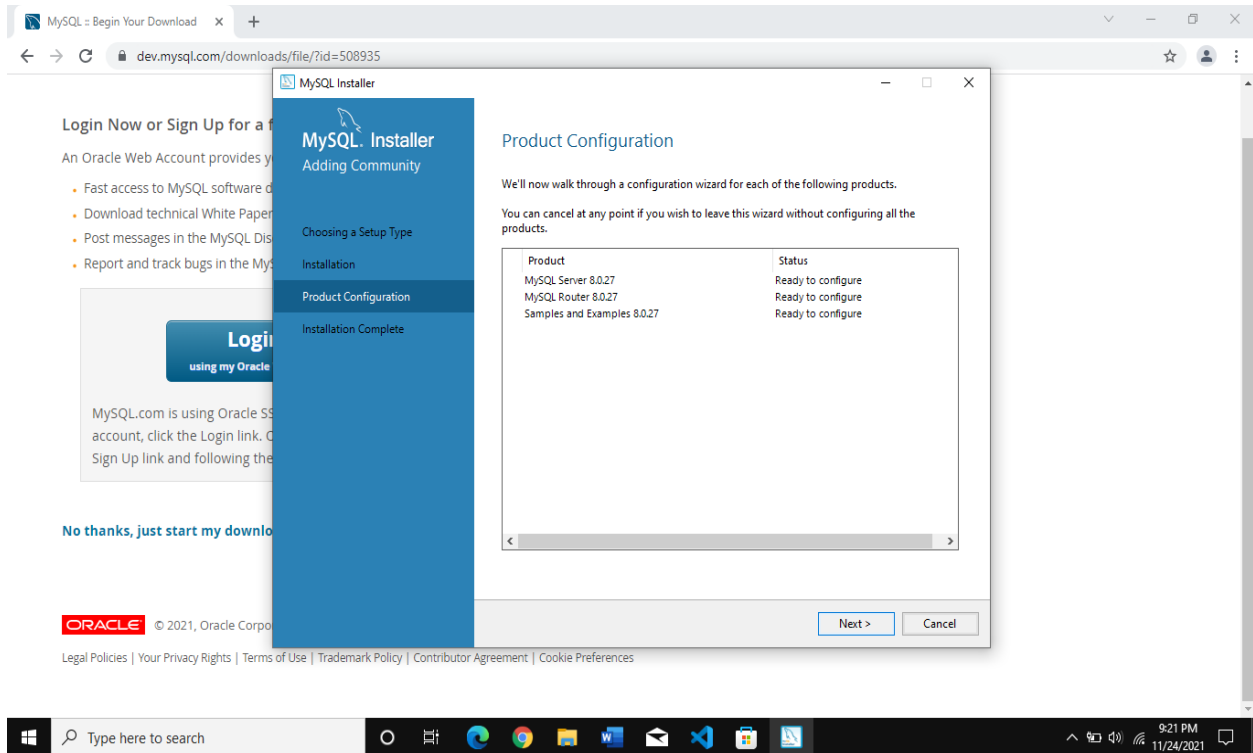 MySQL :: Begin Your Download
dev.mysql.com/downloads/file/?id=508935
Login Now or Sign Up for a
An Oracle Web Account provides
Fast access to MySQL software
Download technical White
Post messages in the MySQL
Report and track bugs in the
using my Oracle
MySQL.com is using Oracle
account, click the Login link.
Sign Up link and following the
No thanks, just start my
ORACLE © 2021, Oracle
Legal Policies | Your Privacy Rights | Terms of Use | Trademark Policy | Contributor Agreement | Cookie Preferences
MySQL Installer
MySQL. Installer
Adding Community
Choosing a Setup Type
Installation
Product Configuration
Installation Complete
Product Configuration
We'll now walk through a configuration wizard for each of the following products.
You can cancel at any point if you wish to leave this wizard without configuring all the
products.
Product Status
MySQL Server 8.0.27 Ready to configure
MySQL Router 8.0.27 Ready to configure
Samples and Examples 8.0.27 Ready to configure
Next > Cancel
Type here to search
9:21 PM
11/24/2021